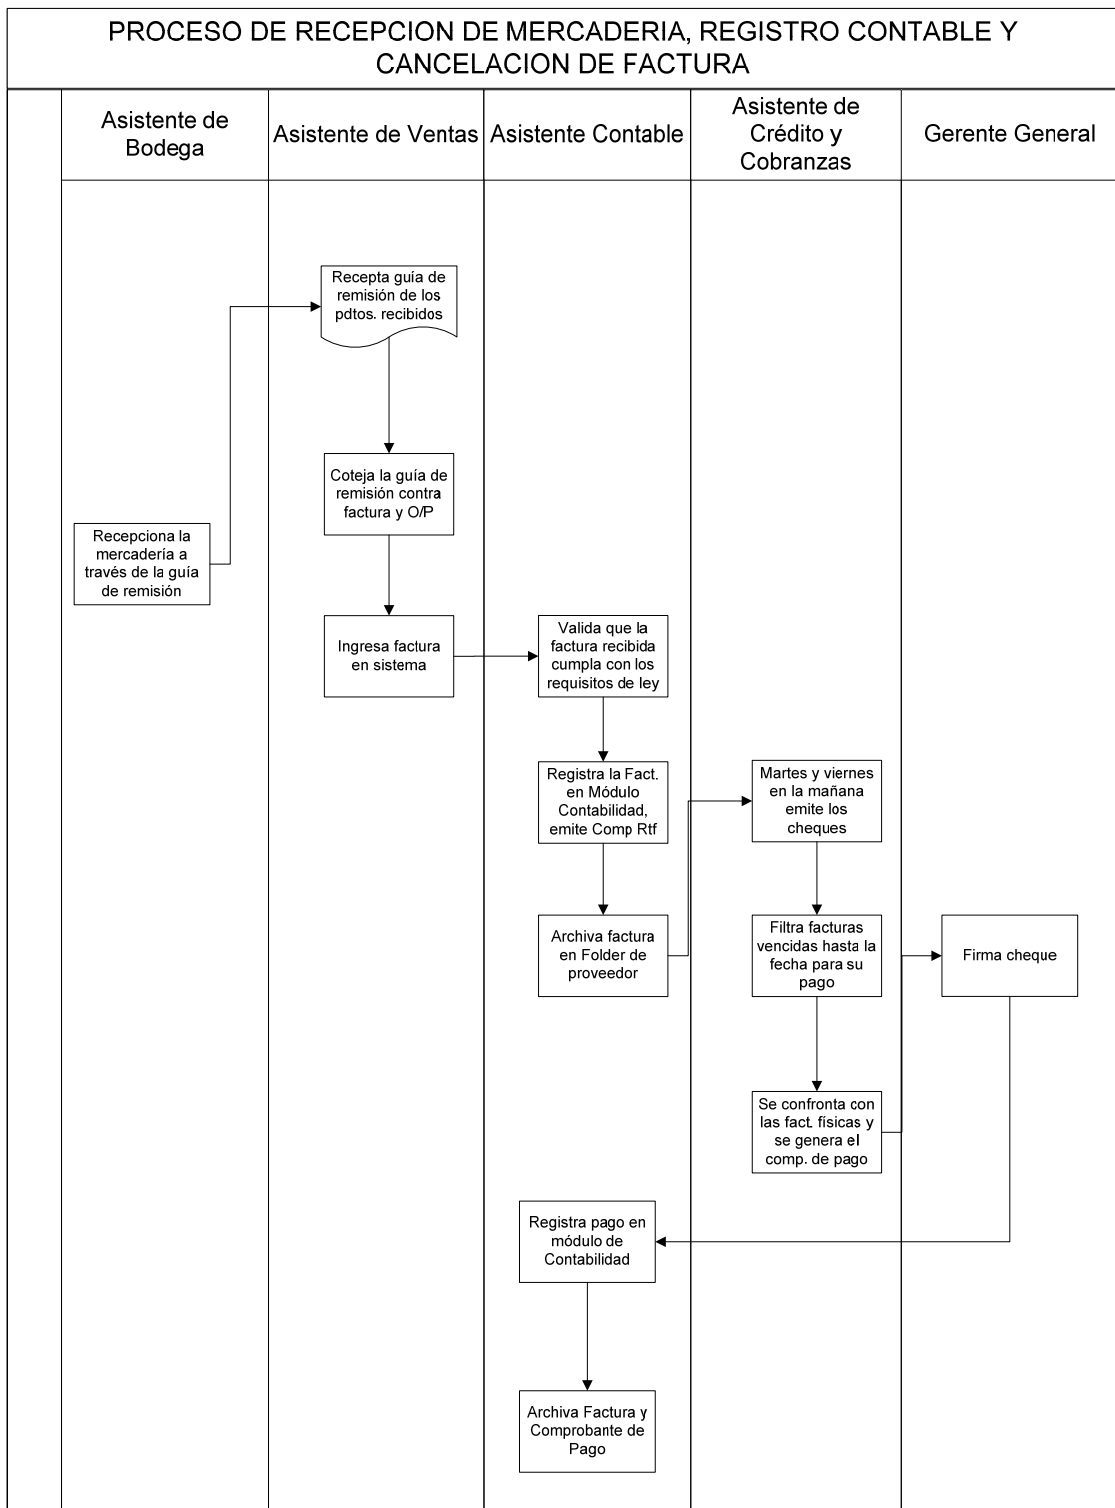 PROCESO DE RECEPCION DE MERCADERIA, REGISTRO CONTABLE Y
CANCELACION DE FACTURA
Asistente de
Bodega
Asistente de Ventas
Asistente Contable
Asistente de
Crédito y
Cobranzas
Gerente General
Recepciona la
mercadería a
través de la guía
de remisión
Recepta guía de
remisión de los
pdtos. recibidos
Coteja la guía de
remisión contra
factura y O/P
Ingresa factura
en sistema
Valida que la
factura recibida
cumpla con los
requisitos de ley
Registra la Fact.
en Módulo
Contabilidad,
emite Comp Rtf
Archiva factura
en Folder de
proveedor
Martes y viernes
en la mañana
emite los
cheques
Filtra facturas
vencidas hasta la
fecha para su
pago
Se confronta con
las fact. físicas y
se genera el
comp. de pago
Firma cheque
Registra pago en
módulo de
Contabilidad
Archiva Factura y
Comprobante de
Pago